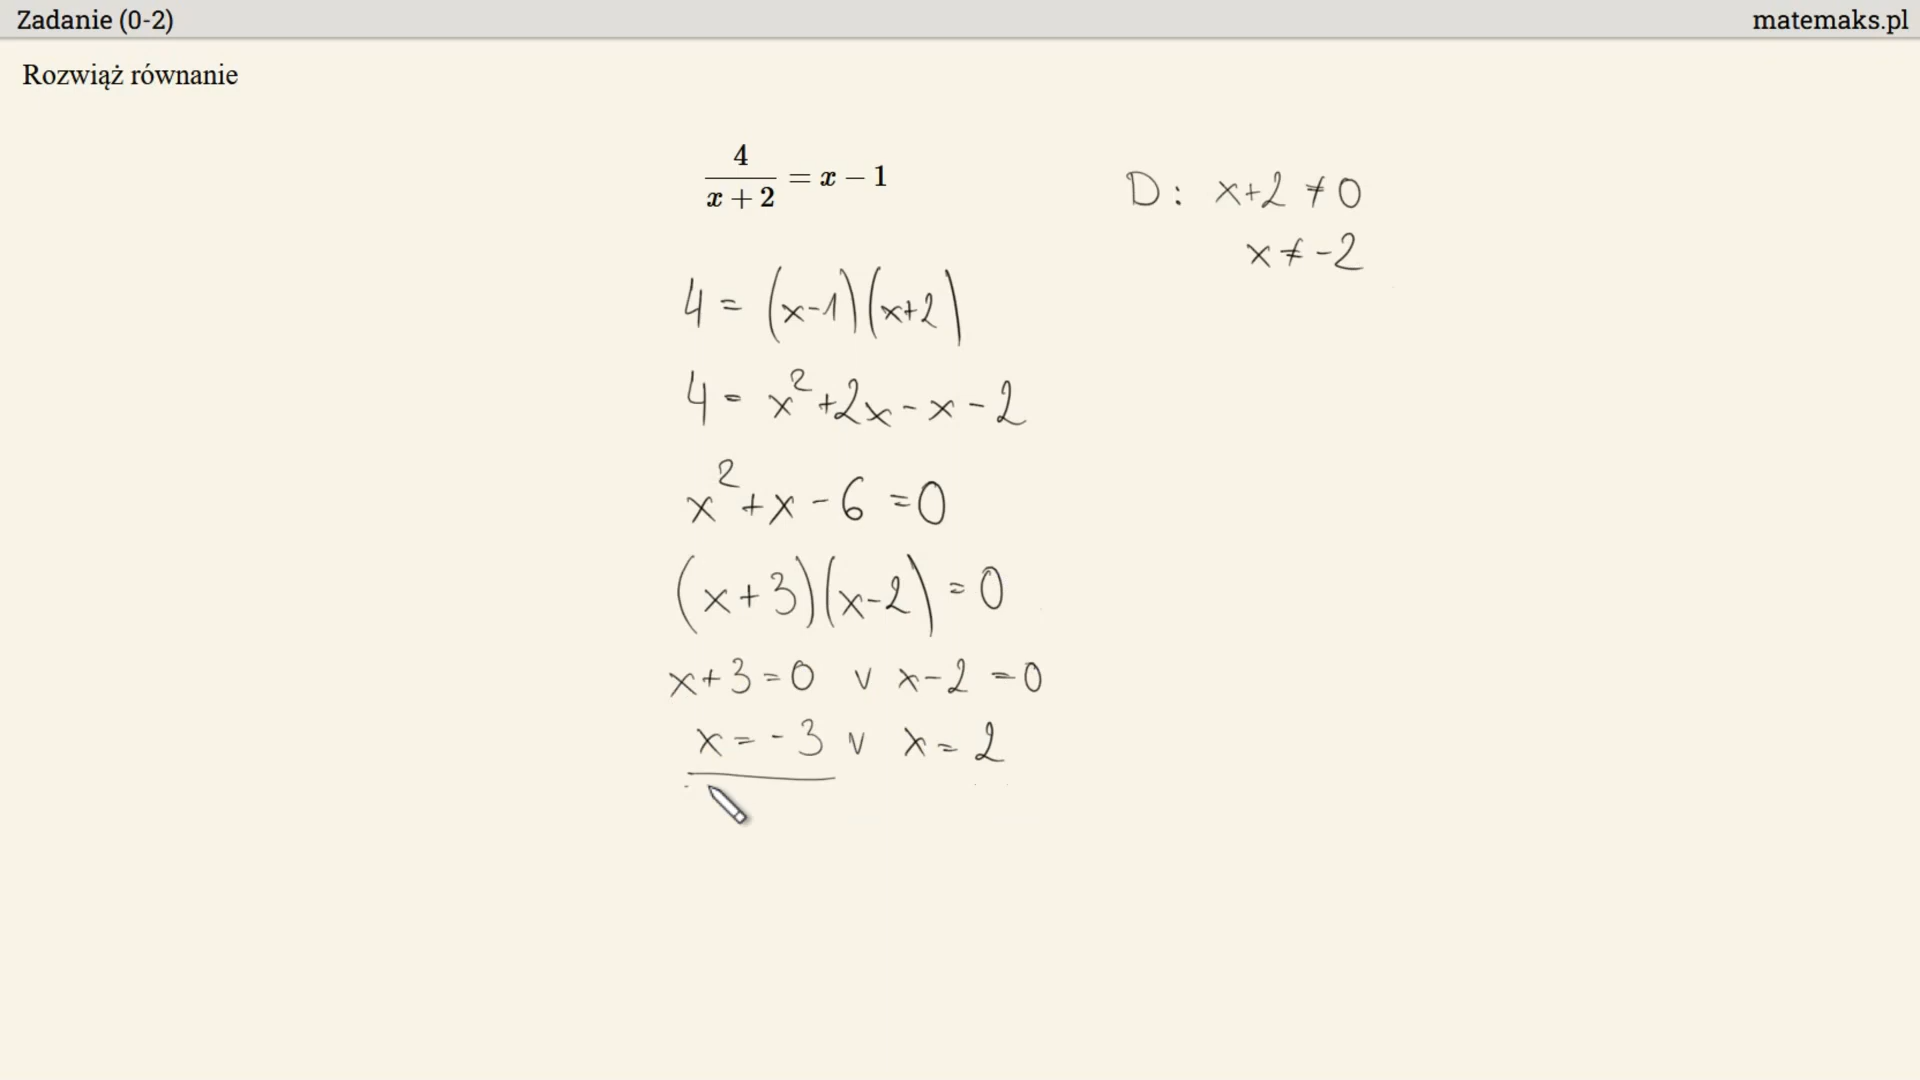 Zadanie (0-2)
matemaks.pl
Rozwiąż równanie
4/(x + 2) = x − 1
D: x+2 ≠ 0
x ≠ -2
4 = (x-1)(x+2)
4 = x²+2x-x-2
x²+x-6=0
(x+3)(x-2)=0
x+3=0 ∨ x-2=0
x=-3 ∨ x=2